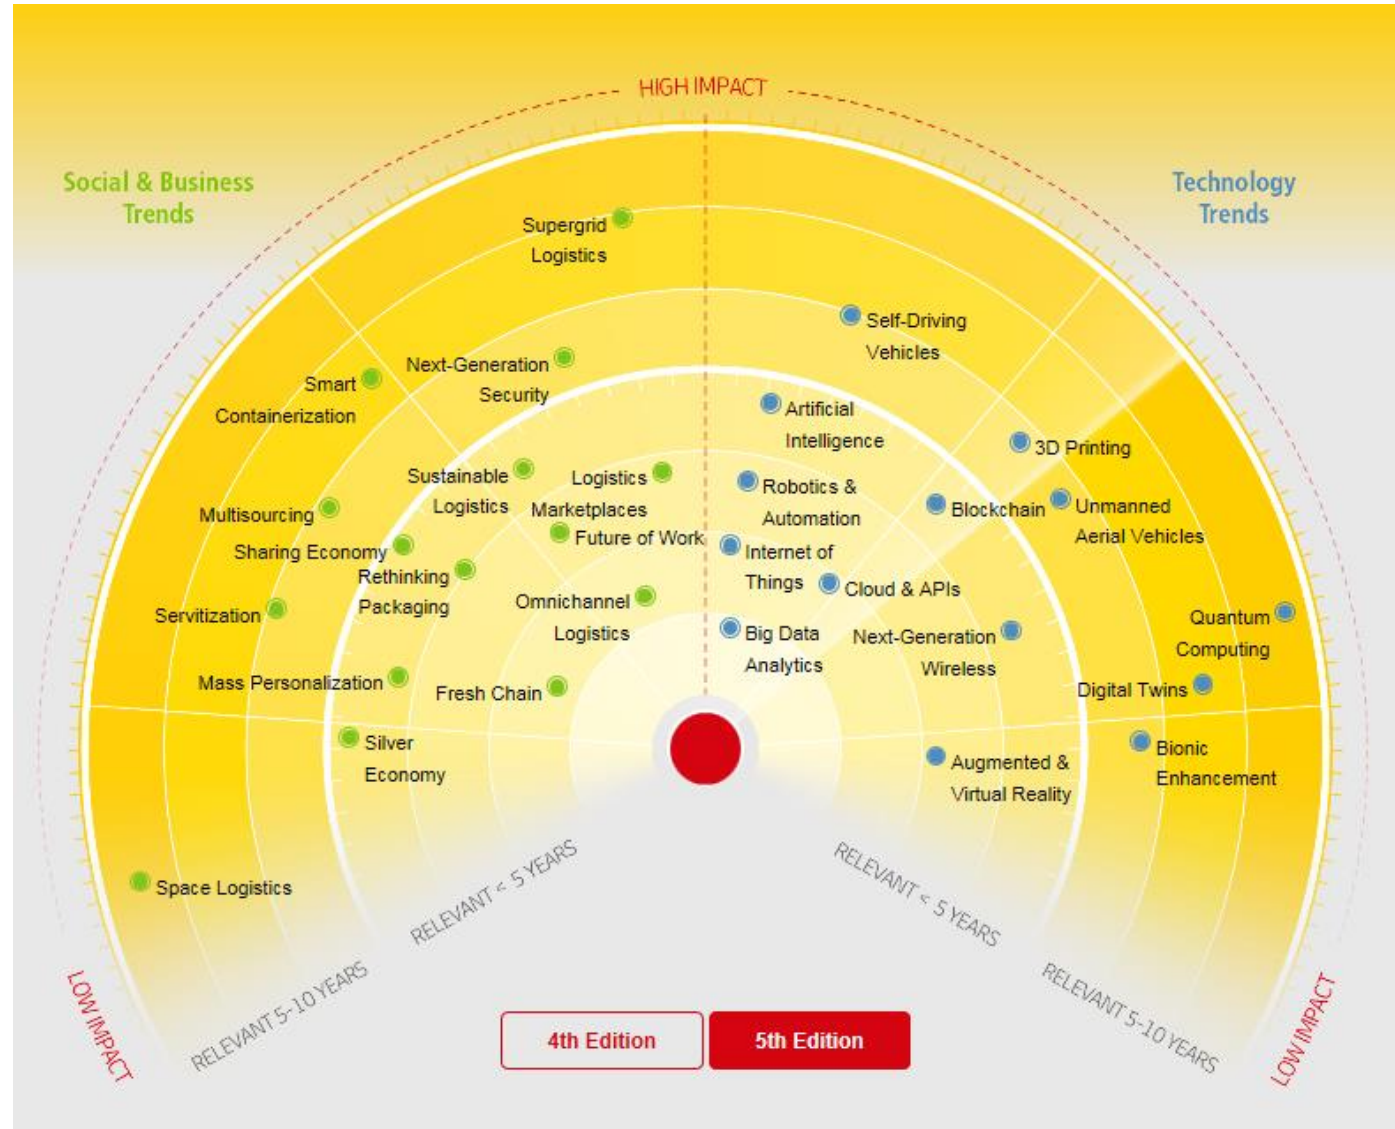 HIGH IMPACT
Social & Business
Trends
Technology
Trends
Supergrid
Logistics
Self-Driving
Vehicles
Next-Generation
Security
Smart
Containerization
Artificial
Intelligence
3D Printing
Sustainable
Logistics
Logistics
Marketplaces
Robotics &
Automation
Blockchain
Unmanned
Aerial Vehicles
Multisourcing
Sharing Economy
Future of Work
Internet of
Things
Rethinking
Packaging
Cloud & APIs
Servitization
Omnichannel
Logistics
Big Data
Analytics
Next-Generation
Wireless
Quantum
Computing
Mass Personalization
Fresh Chain
Digital Twins
Silver
Economy
Augmented &
Virtual Reality
Bionic
Enhancement
Space Logistics
RELEVANT < 5 YEARS
RELEVANT < 5 YEARS
RELEVANT 5-10 YEARS
RELEVANT 5-10 YEARS
LOW IMPACT
LOW IMPACT
4th Edition
5th Edition